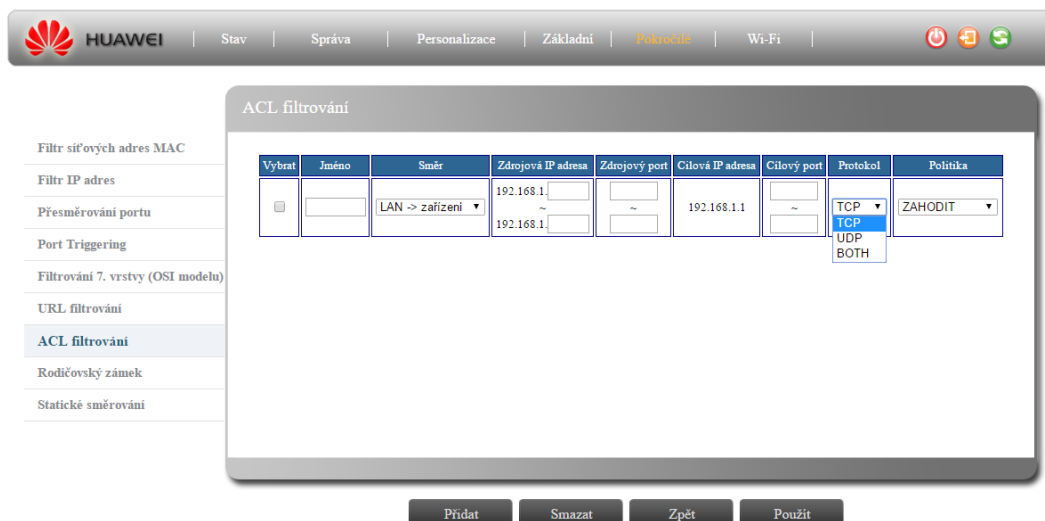 HUAWEI | Stav | Správa | Personalizace | Základní | Pokročilé | Wi-Fi |
ACL filtrování
Filtr síťových adres MAC
Filtr IP adres
Přesměrování portu
Port Triggering
Filtrování 7. vrstvy (OSI modelu)
URL filtrování
ACL filtrování
Rodičovský zámek
Statické směrování
Vybrat Jméno Směr Zdrojová IP adresa Zdrojový port Cílová IP adresa Cílový port Protokol Politika
192.168.1.
LAN -> zařízení ~ ~ 192.168.1.1 ~ TCP ZAHODIT
192.168.1.
TCP
UDP
BOTH
Přidat Smazat Zpět Použít